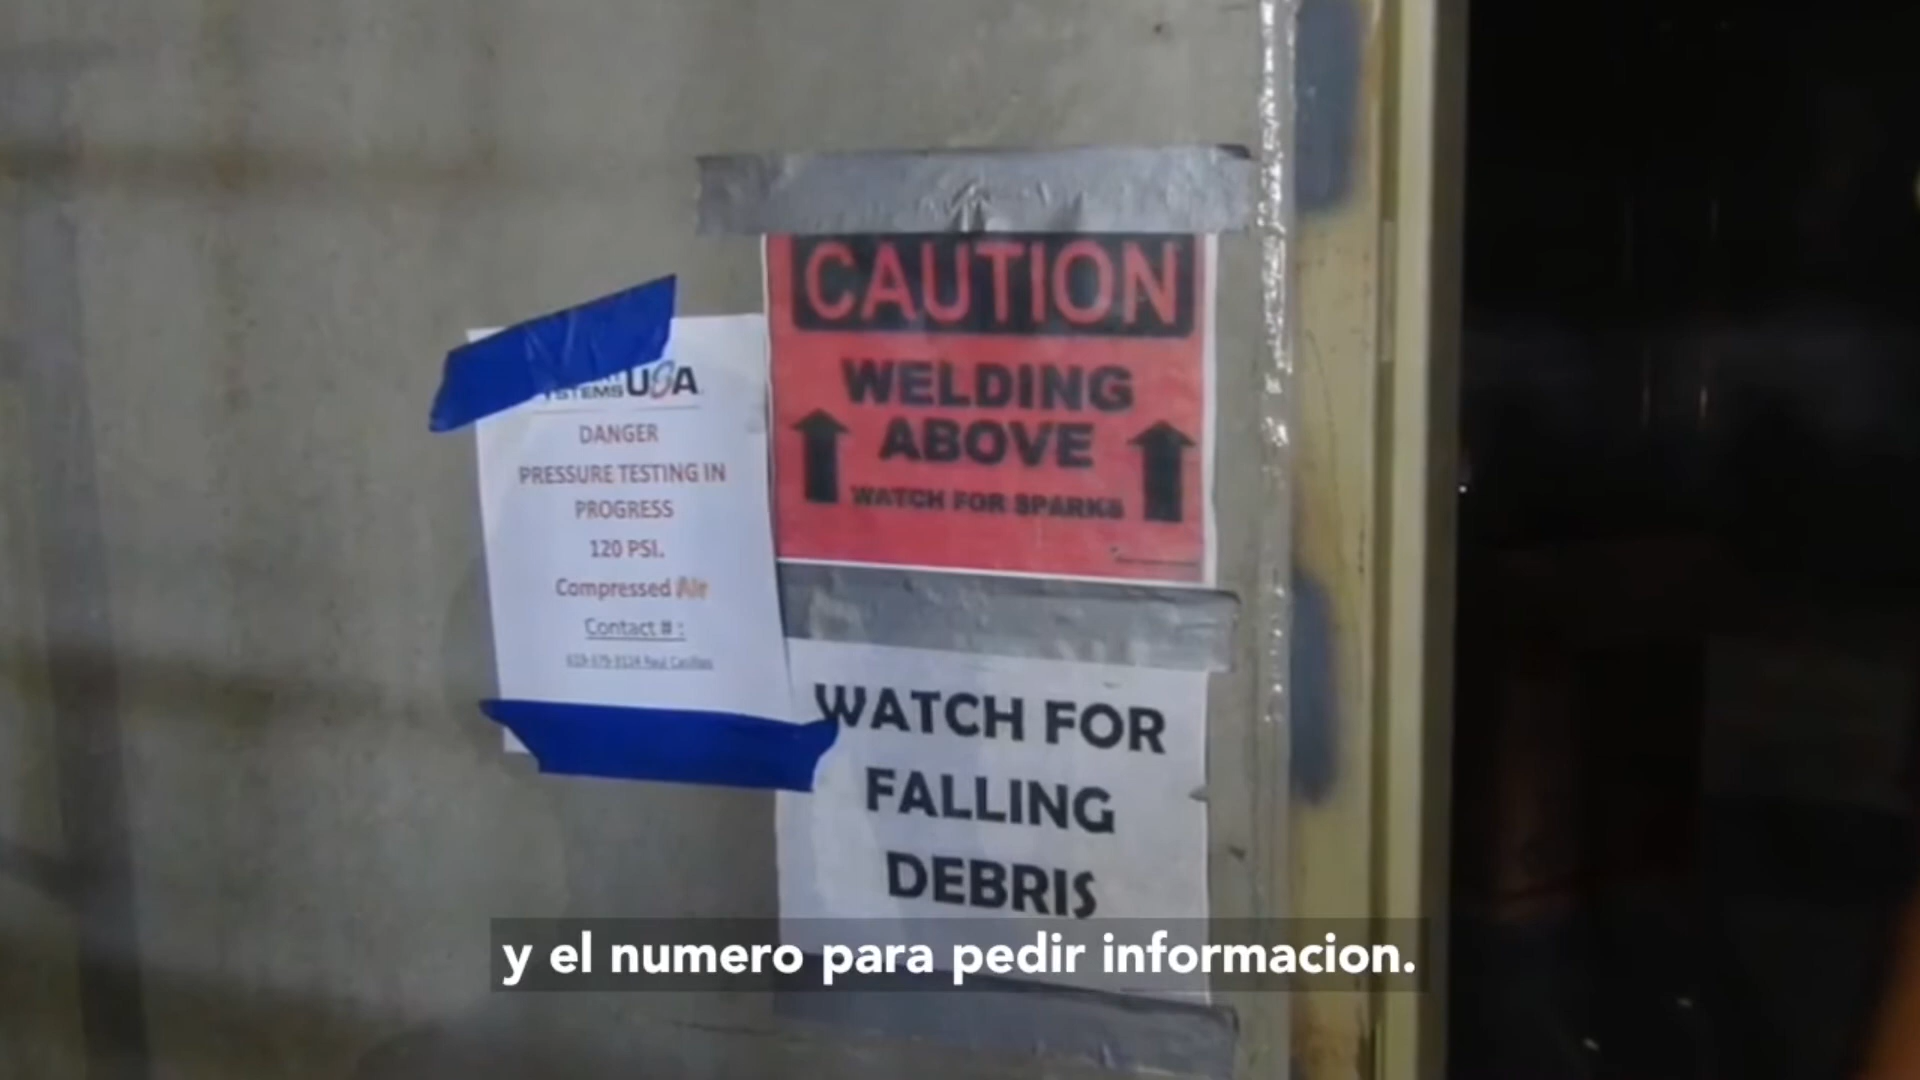 USA
DANGER
PRESSURE TESTING IN
PROGRESS
120 PSI.
Compressed Air
Contact # :
CAUTION
WELDING
ABOVE
WATCH FOR SPARKS
WATCH FOR
FALLING
DEBRIS
y el numero para pedir informacion.